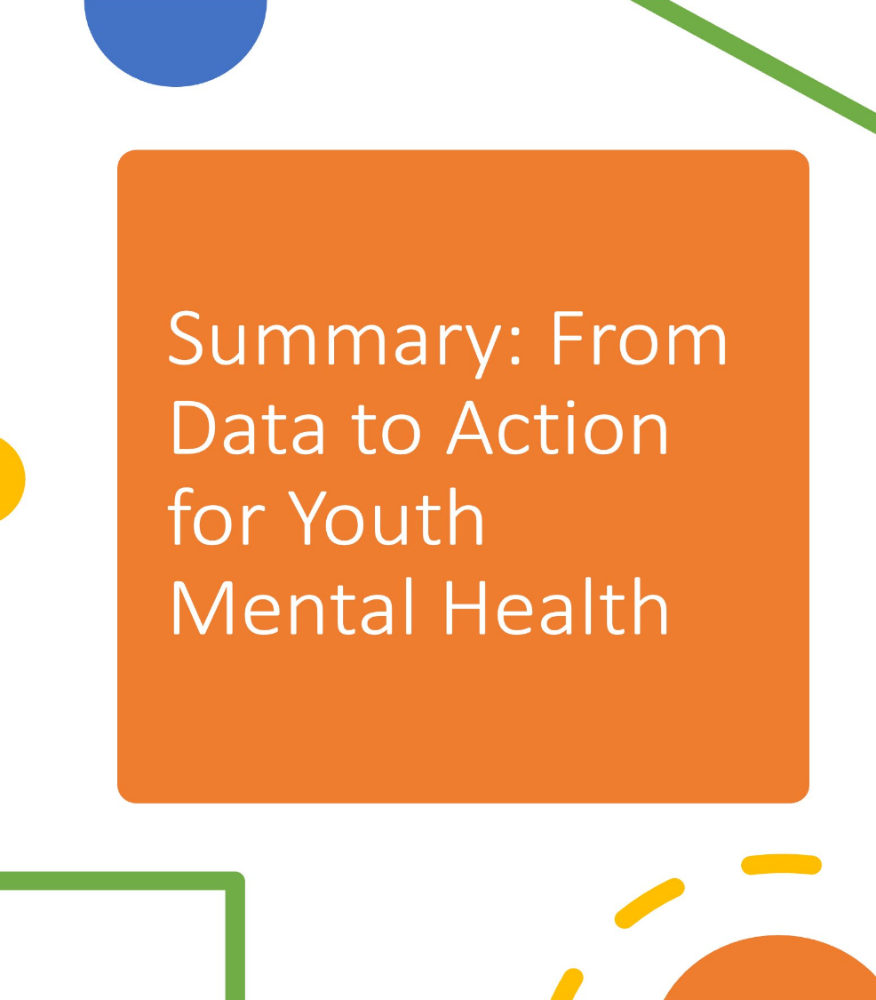 Summary: From
Data to Action
for Youth
Mental Health